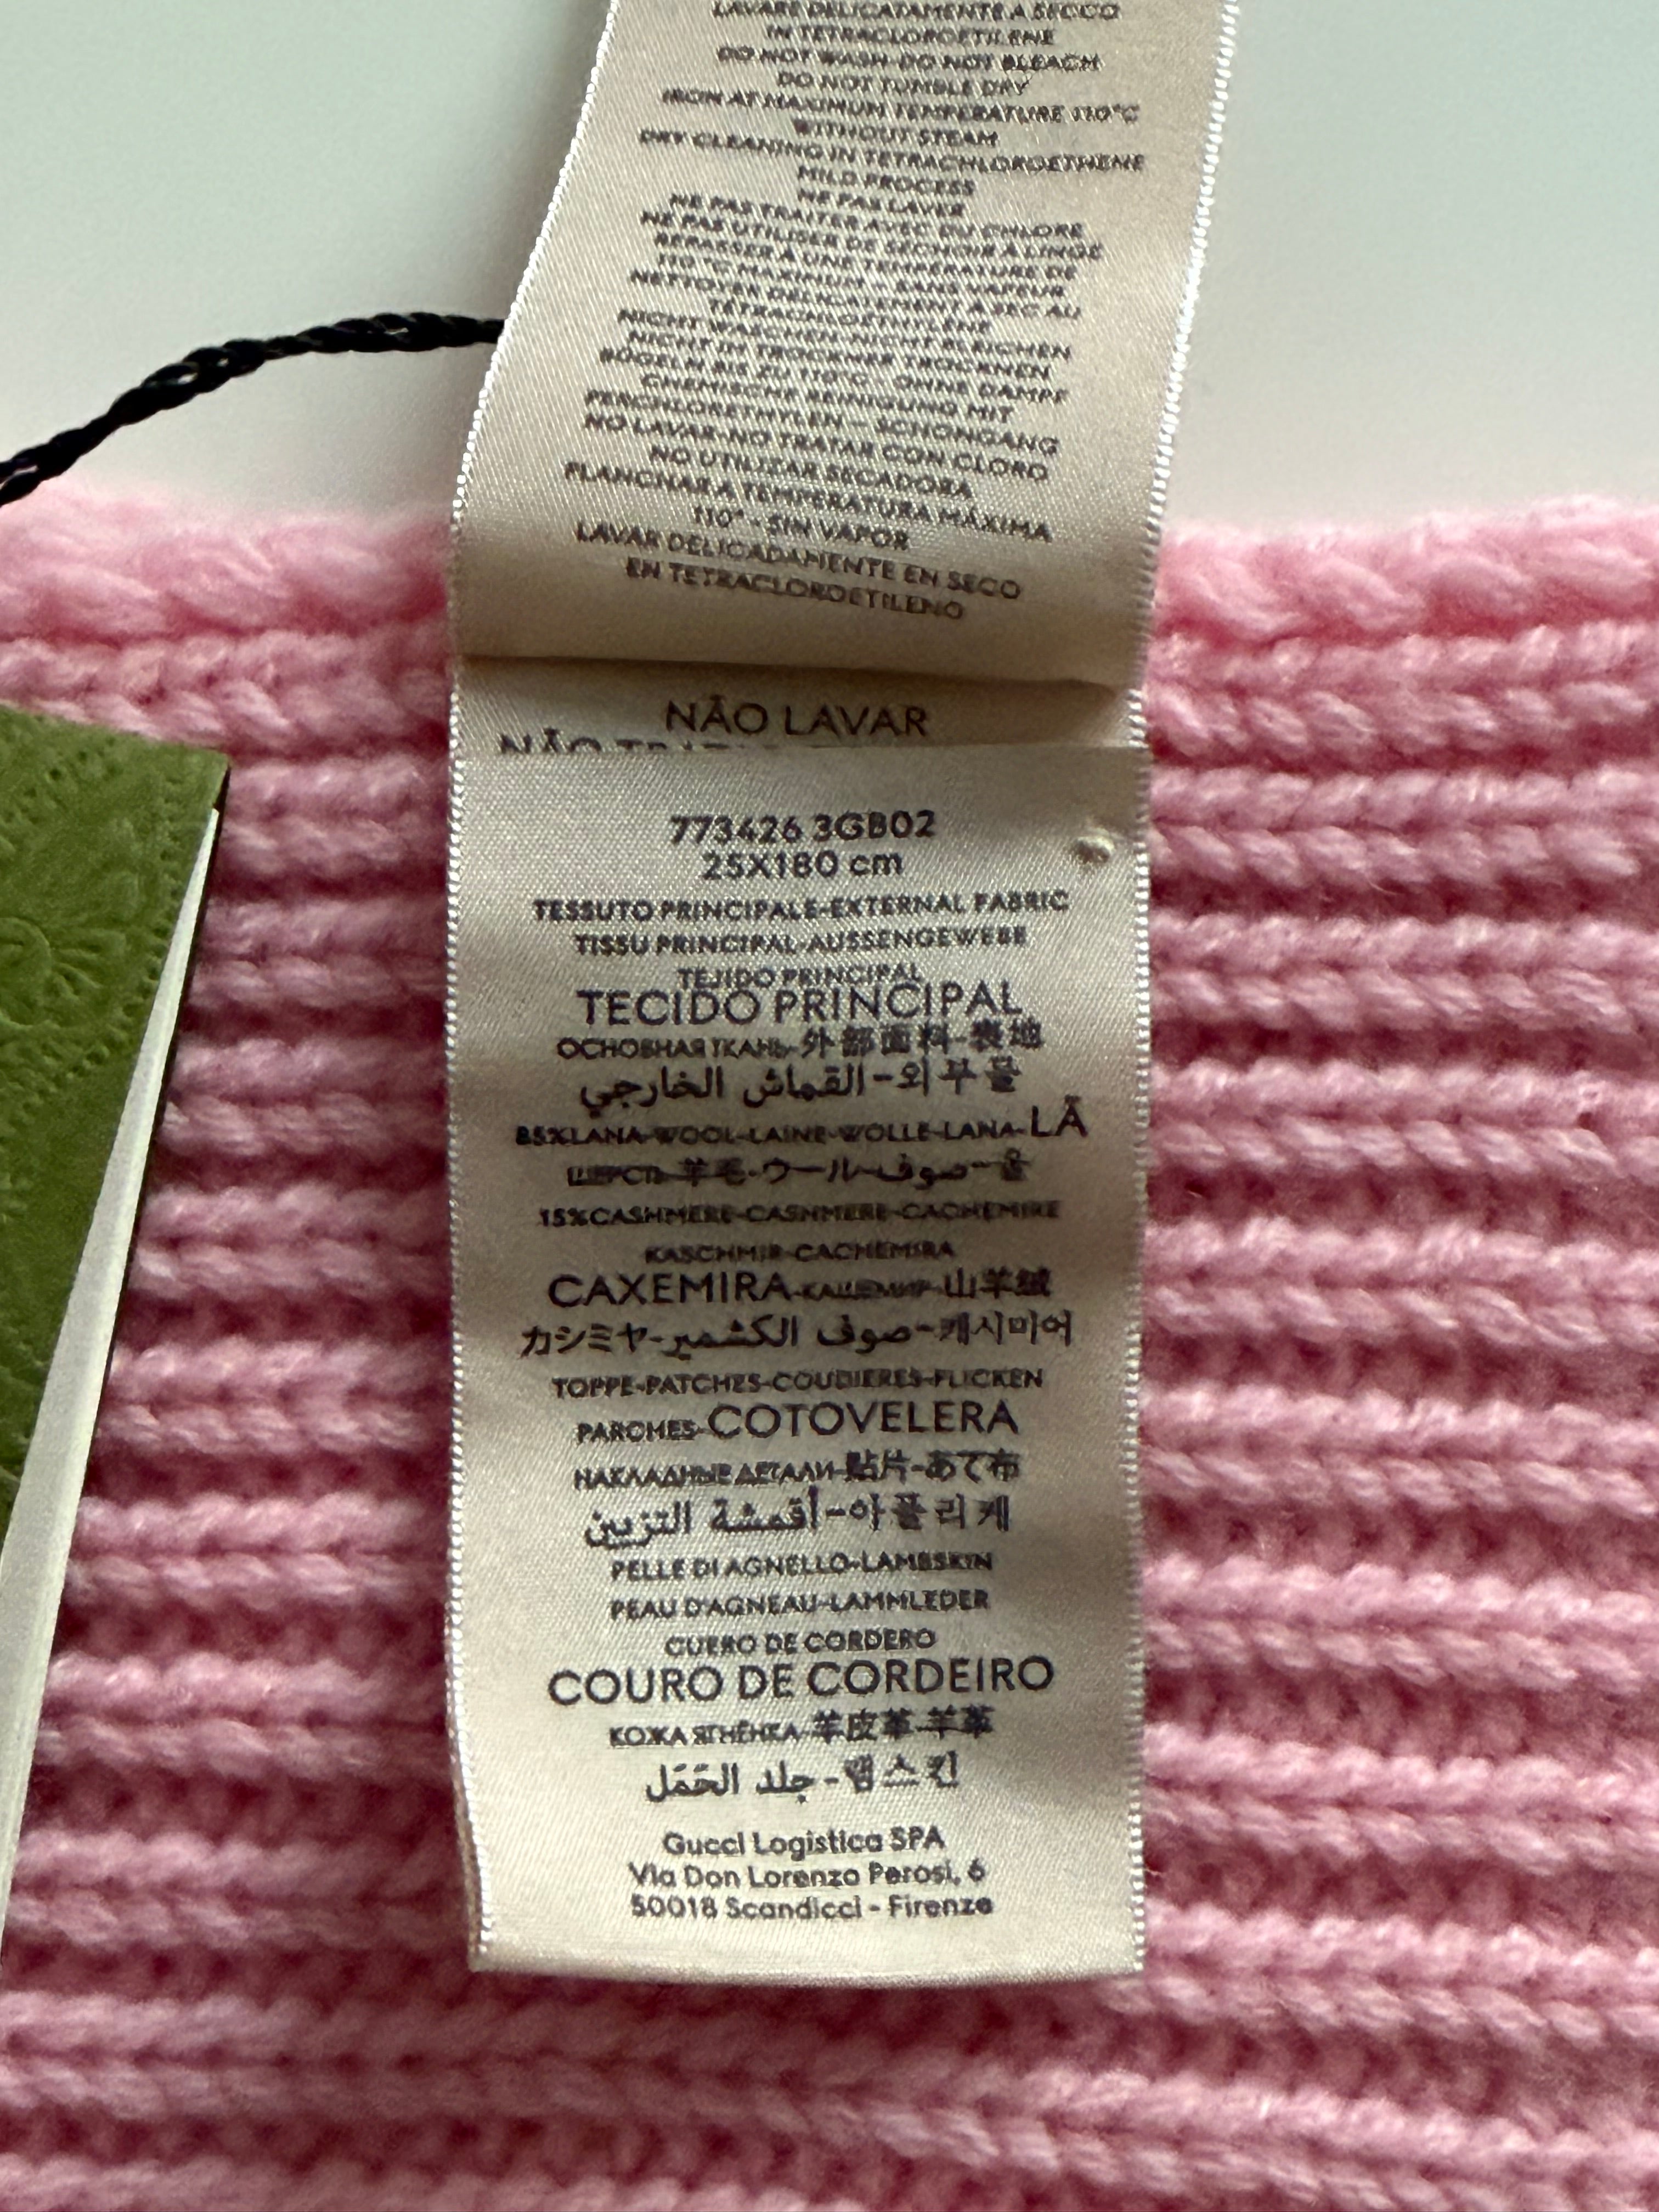 LAVARE DELICATAMENTE A SECCO
IN TETRACLOROETILENE
DO NOT WASH-DO NOT BLEACH
DO NOT TUMBLE DRY
IRON AT MAXIMUM TEMPERATURE 110°C
WITHOUT STEAM
DRY CLEANING IN TETRACHLOROETHENE
MILD PROCESS
NE PAS LAVER
NE PAS TRAITER AVEC DU CHLORE
NE PAS UTILISER DE SÉCHOIR À LINGE
REPASSER À UNE TEMPÉRATURE DE
110 °C MAXIMUM - SANS VAPEUR
NETTOYER DÉLICATEMENT À SEC AU
TÉTRACHLOÉTHYLÈNE
NICHT WASCHEN-NICHT BLEICHEN
NICHT IM TROCKNER TROCKNEN
BÜGELN BIS ZU 110°C - OHNE DAMPF
CHEMISCHE REINIGUNG MIT
PERCHLORETHYLEN – SCHONGANG
NO LAVAR-NO TRATAR CON CLORO
NO UTILIZAR SECADORA
PLANCHAR A TEMPERATURA MÁXIMA
110° - SIN VAPOR
LAVAR DELICADAMENTE EN SECO
EN TETRACLOROETILENO
NÃO LAVAR
NÃO
773426 3GB02
25X180 cm
TESSUTO PRINCIPALE-EXTERNAL FABRIC
TISSU PRINCIPAL-AUSSENGEWEBE
TEJIDO PRINCIPAL
TECIDO PRINCIPAL
ОСНОВНАЯ ТКАНЬ-外部面料-表地
القماش الخارجي-외부물
85%LANA-WOOL-LAINE-WOLLE-LANA-LÃ
ШЕРСТЬ-羊毛-ウール-صوف-울
15%CASHMERE-CASHMERE-CACHEMIRE
KASCHMIR-CACHEMIRA
CAXEMIRA-КАШЕМИР-山羊绒
カシミヤ-صوف الكشمير-캐시미어
TOPPE-PATCHES-COUDIERES-FLICKEN
PARCHES-COTOVELERA
НАКЛАДНЫЕ ДЕТАЛИ-贴片-あて布
أقمشة التزيين-아플리케
PELLE DI AGNELLO-LAMBSKIN
PEAU D'AGNEAU-LAMMLEDER
CUERO DE CORDERO
COURO DE CORDEIRO
КОЖА ЯГНЁНКА-羊皮革-羊革
جلد الحَمَل-램스킨
Gucci Logistica SPA
Via Don Lorenzo Perosi, 6
50018 Scandicci - Firenze